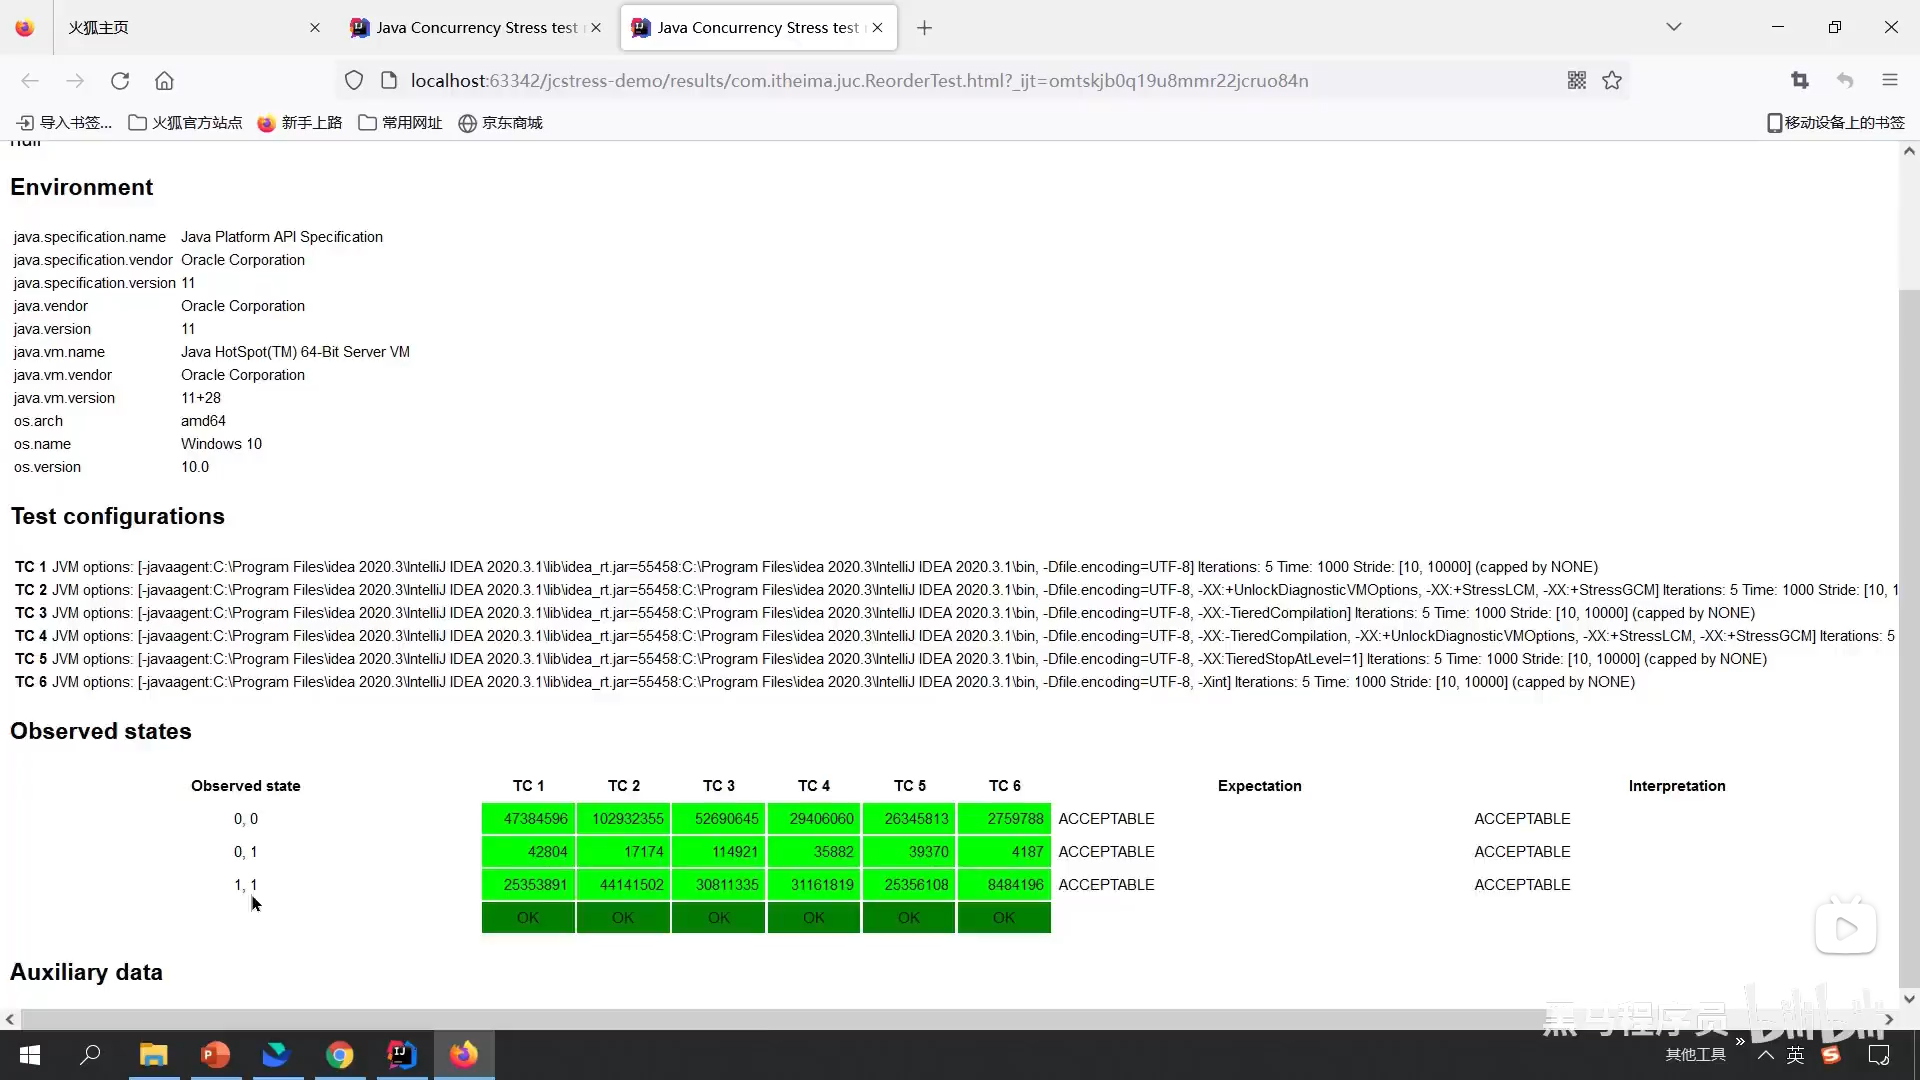 火狐主页
Java Concurrency Stress test
Java Concurrency Stress test
localhost:63342/jcstress-demo/results/com.itheima.juc.ReorderTest.html?_ijt=omtskjb0q19u8mmr22jcruo84n
导入书签...
火狐官方站点
新手上路
常用网址
京东商城
移动设备上的书签
null
Environment
java.specification.name Java Platform API Specification
java.specification.vendor Oracle Corporation
java.specification.version 11
java.vendor Oracle Corporation
java.version 11
java.vm.name Java HotSpot(TM) 64-Bit Server VM
java.vm.vendor Oracle Corporation
java.vm.version 11+28
os.arch amd64
os.name Windows 10
os.version 10.0
Test configurations
TC 1 JVM options: [-javaagent:C:\Program Files\idea 2020.3\IntelliJ IDEA 2020.3.1\lib\idea_rt.jar=55458:C:\Program Files\idea 2020.3\IntelliJ IDEA 2020.3.1\bin, -Dfile.encoding=UTF-8] Iterations: 5 Time: 1000 Stride: [10, 10000] (capped by NONE)
TC 2 JVM options: [-javaagent:C:\Program Files\idea 2020.3\IntelliJ IDEA 2020.3.1\lib\idea_rt.jar=55458:C:\Program Files\idea 2020.3\IntelliJ IDEA 2020.3.1\bin, -Dfile.encoding=UTF-8, -XX:+UnlockDiagnosticVMOptions, -XX:+StressLCM, -XX:+StressGCM] Iterations: 5 Time: 1000 Stride: [10, 1
TC 3 JVM options: [-javaagent:C:\Program Files\idea 2020.3\IntelliJ IDEA 2020.3.1\lib\idea_rt.jar=55458:C:\Program Files\idea 2020.3\IntelliJ IDEA 2020.3.1\bin, -Dfile.encoding=UTF-8, -XX:-TieredCompilation] Iterations: 5 Time: 1000 Stride: [10, 10000] (capped by NONE)
TC 4 JVM options: [-javaagent:C:\Program Files\idea 2020.3\IntelliJ IDEA 2020.3.1\lib\idea_rt.jar=55458:C:\Program Files\idea 2020.3\IntelliJ IDEA 2020.3.1\bin, -Dfile.encoding=UTF-8, -XX:-TieredCompilation, -XX:+UnlockDiagnosticVMOptions, -XX:+StressLCM, -XX:+StressGCM] Iterations: 5
TC 5 JVM options: [-javaagent:C:\Program Files\idea 2020.3\IntelliJ IDEA 2020.3.1\lib\idea_rt.jar=55458:C:\Program Files\idea 2020.3\IntelliJ IDEA 2020.3.1\bin, -Dfile.encoding=UTF-8, -XX:TieredStopAtLevel=1] Iterations: 5 Time: 1000 Stride: [10, 10000] (capped by NONE)
TC 6 JVM options: [-javaagent:C:\Program Files\idea 2020.3\IntelliJ IDEA 2020.3.1\lib\idea_rt.jar=55458:C:\Program Files\idea 2020.3\IntelliJ IDEA 2020.3.1\bin, -Dfile.encoding=UTF-8, -Xint] Iterations: 5 Time: 1000 Stride: [10, 10000] (capped by NONE)
Observed states
Observed state TC 1 TC 2 TC 3 TC 4 TC 5 TC 6 Expectation Interpretation
0, 0 47384596 102932355 52690645 29406060 26345813 2759788 ACCEPTABLE ACCEPTABLE
0, 1 42804 17174 114921 35882 39370 4187 ACCEPTABLE ACCEPTABLE
1, 1 25353891 44141502 30811335 31161819 25356108 8484196 ACCEPTABLE ACCEPTABLE
OK OK OK OK OK OK
Auxiliary data
黑马程序员 bilibili
其他工具
英